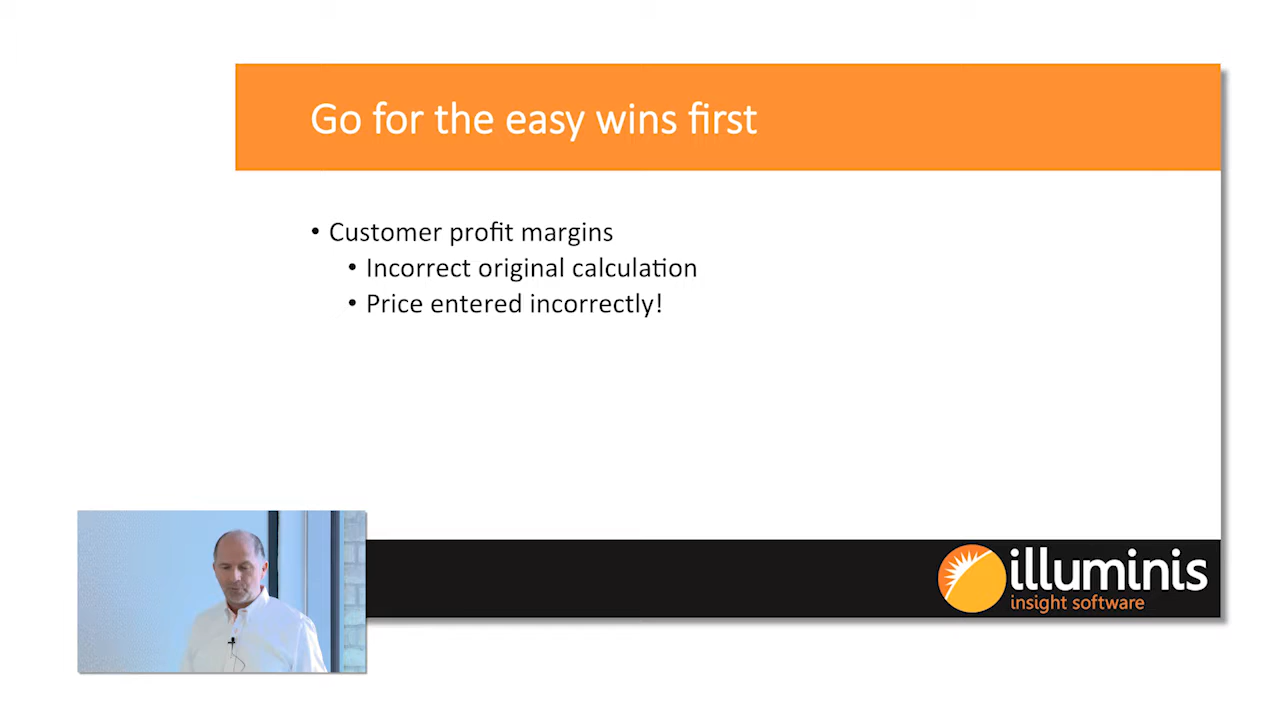 Go for the easy wins first
• Customer profit margins
• Incorrect original calculation
• Price entered incorrectly!
illuminis
insight software